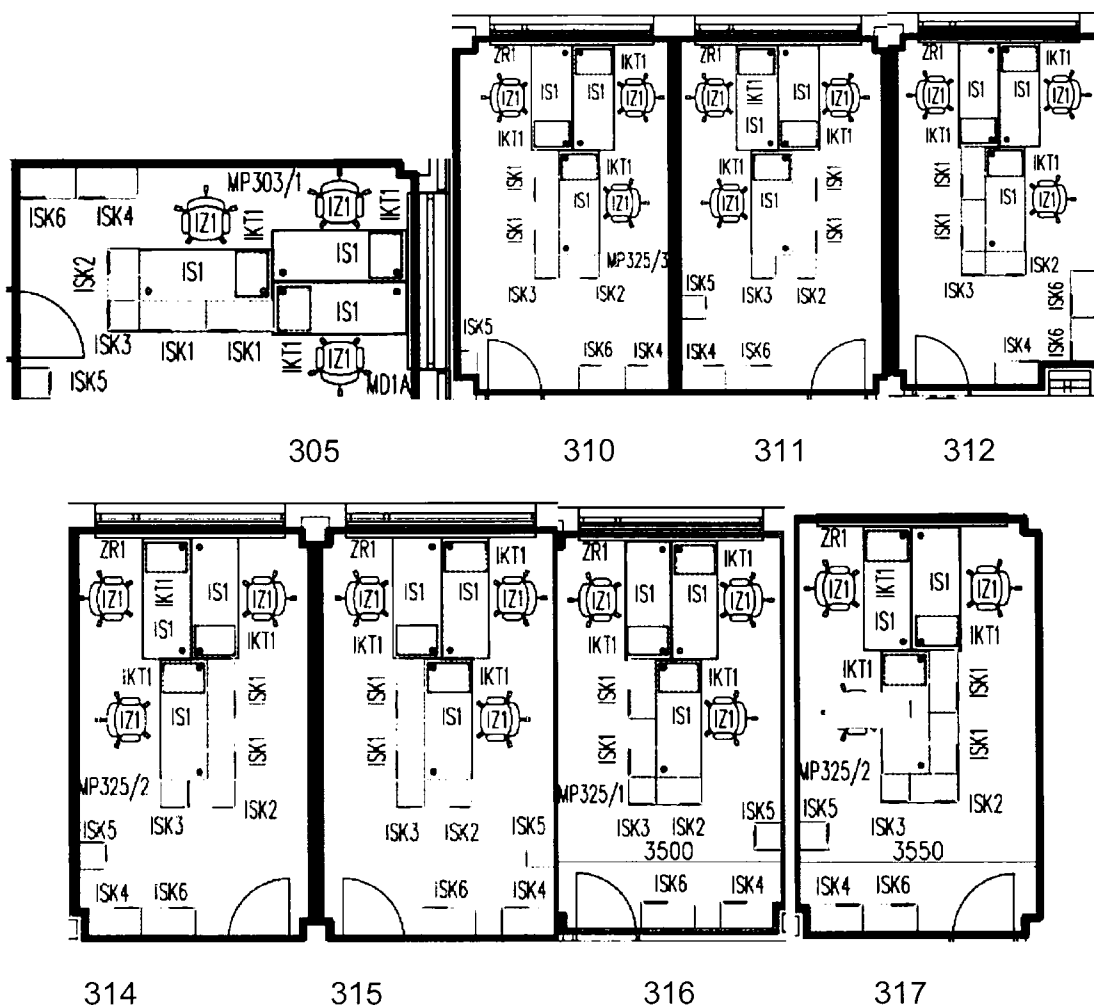 MP303/1
ISK6
ISK4
IZ1
IKT1
IZ1
IKT1
ISK2
IS1
IS1
IS1
ISK3
ISK1
ISK1
IKT1
IZ1
ISK5
MD1A
ZR1
IKT1
IZ1
IS1
IS1
IZ1
IKT1
IKT1
ISK1
IS1
IZ1
ISK1
MP325/3
ISK3
ISK2
ISK5
ISK6
ISK4
ZR1
IKT1
IKT1
IZ1
IS1
IS1
IZ1
IKT1
IKT1
IS1
ISK1
IZ1
ISK1
ISK5
ISK3
ISK2
ISK4
ISK6
ZR1
IKT1
IZ1
IS1
IS1
IZ1
IKT1
IKT1
ISK1
IS1
IZ1
ISK1
ISK3
ISK2
ISK6
ISK6
ISK4
305
310
311
312
ZR1
IKT1
IZ1
IKT1
IS1
IS1
IZ1
IKT1
IKT1
IS1
ISK1
IZ1
ISK1
MP325/2
ISK3
ISK2
ISK5
ISK4
ISK6
ZR1
IKT1
IZ1
IS1
IS1
IZ1
IKT1
IKT1
ISK1
IS1
IZ1
ISK1
ISK3
ISK2
ISK5
ISK6
ISK4
ZR1
IKT1
IZ1
IS1
IS1
IZ1
IKT1
IKT1
ISK1
IS1
IZ1
ISK1
MP325/1
ISK3
ISK2
ISK5
3500
ISK6
ISK4
ZR1
IZ1
IKT1
IS1
IS1
IZ1
IKT1
IKT1
ISK1
ISK1
MP325/2
ISK2
ISK3
ISK5
3550
ISK4
ISK6
314
315
316
317